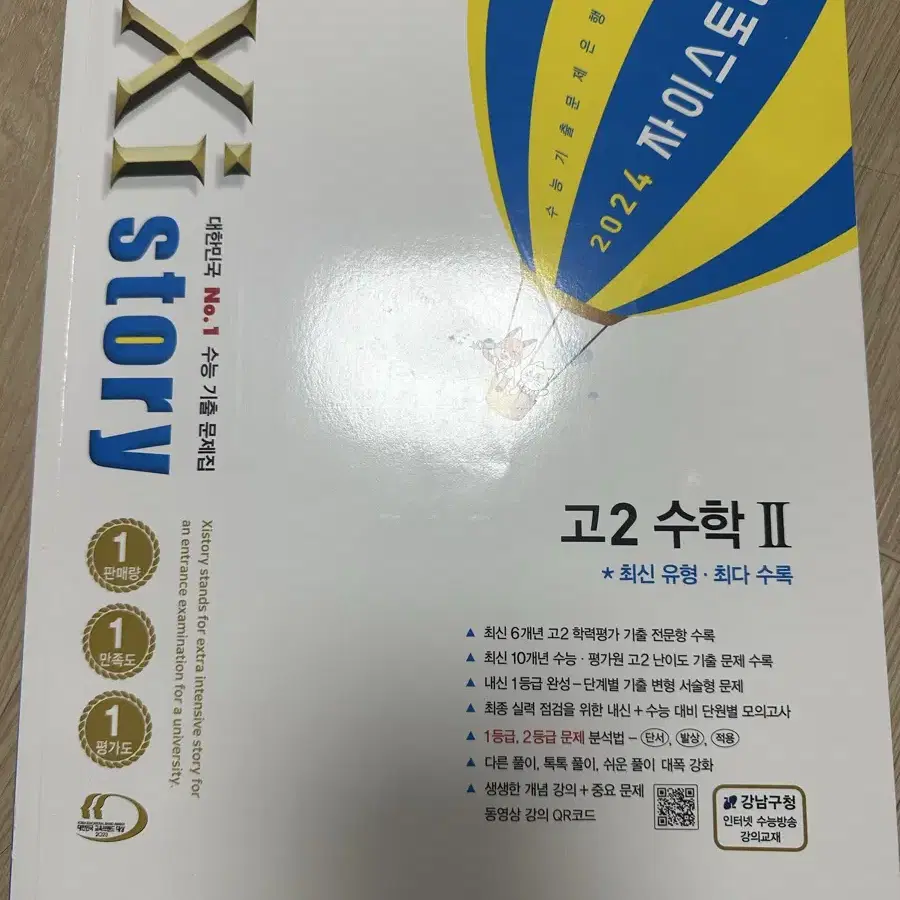 Xi
story
대한민국 No.1 수능 기출 문제집
Xistory stands for extra intensive story for
an entrance examination for a university.
1
판매량
1
만족도
1
평가도
수능기출문제은행
2024 자이스토
고2 수학 Ⅱ
* 최신 유형 · 최다 수록
▲ 최신 6개년 고2 학력평가 기출 전문항 수록
▲ 최신 10개년 수능 · 평가원 고2 난이도 기출 문제 수록
▲ 내신 1등급 완성 – 단계별 기출 변형 서술형 문제
▲ 최종 실력 점검을 위한 내신 + 수능 대비 단원별 모의고사
▲ 1등급, 2등급 문제 분석법 – 단서, 발상, 적용
▲ 다른 풀이, 톡톡 풀이, 쉬운 풀이 대폭 강화
▲ 생생한 개념 강의 + 중요 문제
동영상 강의 QR코드
강남구청
인터넷 수능방송
강의교재